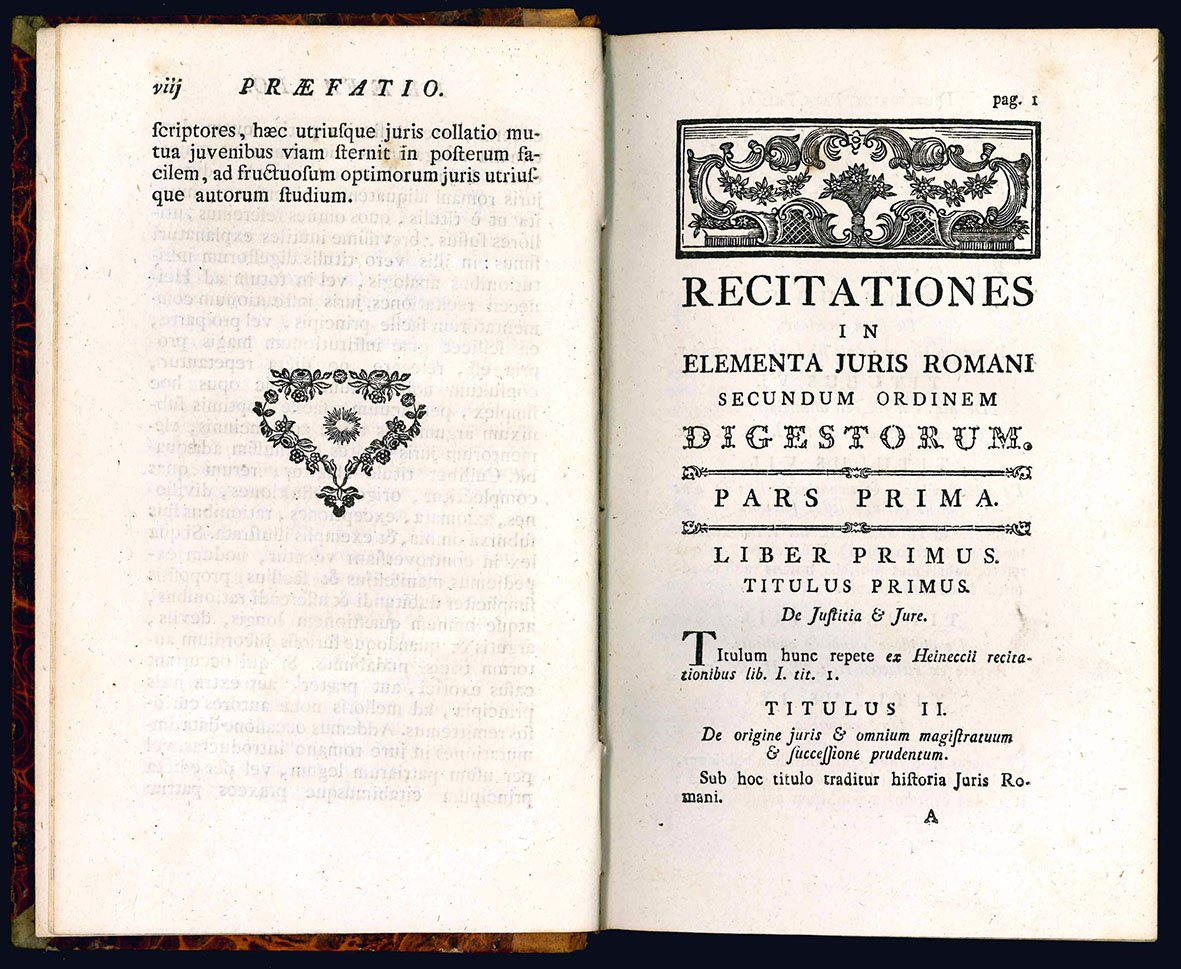 viij PRÆFATIO.
ſcriptores, hæc utriuſque juris collatio mu-
tua juvenibus viam ſternit in poſterum fa-
cilem, ad fructuoſum optimorum juris utriuſ-
que autorum ſtudium.
pag. 1
RECITATIONES
IN
ELEMENTA JURIS ROMANI
SECUNDUM ORDINEM
DIGESTORUM.
PARS PRIMA.
LIBER PRIMUS.
TITULUS PRIMUS.
De Juſtitia & Jure.
TItulum hunc repete ex Heineccii recita-
tionibus lib. I. tit. 1.
TITULUS II.
De origine juris & omnium magiſtratuum
& ſucceſſione prudentum.
Sub hoc titulo traditur hiſtoria Juris Ro-
mani.
A